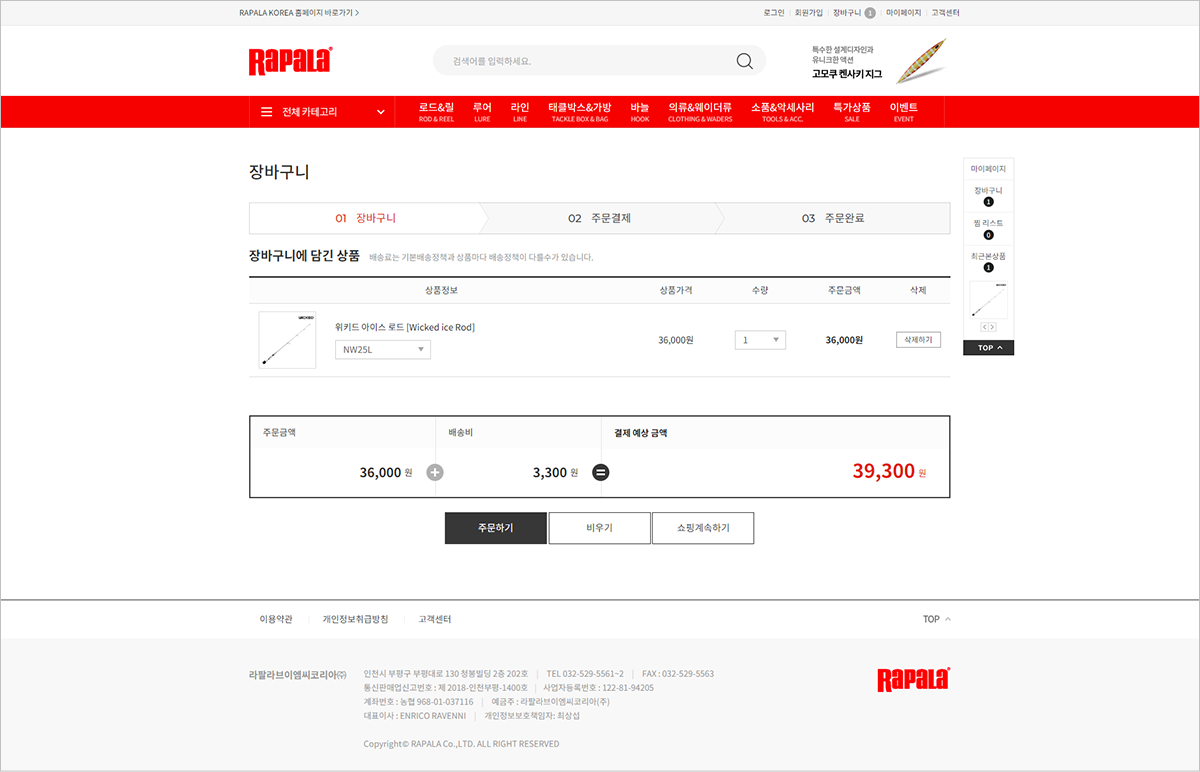 RAPALA KOREA 홈페이지 바로가기 >
로그인 회원가입 장바구니 1 마이페이지 고객센터
Rapala
검색어를 입력하세요.
특수한 설계디자인과
유니크한 액션
고모쿠 켄사키 지그
전체 카테고리
로드&릴 루어 라인 태클박스&가방 바늘 의류&웨이더류 소품&악세사리 특가상품 이벤트
ROD & REEL LURE LINE TACKLE BOX & BAG HOOK CLOTHING & WADERS TOOLS & ACC. SALE EVENT
장바구니
01 장바구니 02 주문결제 03 주문완료
장바구니에 담긴 상품 배송료는 기본배송정책과 상품마다 배송정책이 다를수가 있습니다.
상품정보 상품가격 수량 주문금액 삭제
WICKED
위키드 아이스 로드 [Wicked ice Rod]
NW25L
36,000원 1 36,000원 삭제하기
주문금액 배송비 결제 예상 금액
36,000 원 + 3,300 원 = 39,300 원
주문하기 비우기 쇼핑계속하기
마이페이지
장바구니
1
찜 리스트
0
최근본상품
1
WICKED
< >
TOP
이용약관 개인정보취급방침 고객센터 TOP
라팔라브이엠씨코리아㈜
인천시 부평구 부평대로 130 청봉빌딩 2층 202호 | TEL 032-529-5561~2 | FAX : 032-529-5563
통신판매업신고번호 : 제 2018-인천부평-1400호 | 사업자등록번호 : 122-81-94205
계좌번호 : 농협 968-01-037116 | 예금주 : 라팔라브이엠씨코리아(주)
대표이사 : ENRICO RAVENNI | 개인정보보호책임자: 최상섭
Copyright© RAPALA Co.,LTD. ALL RIGHT RESERVED
Rapala